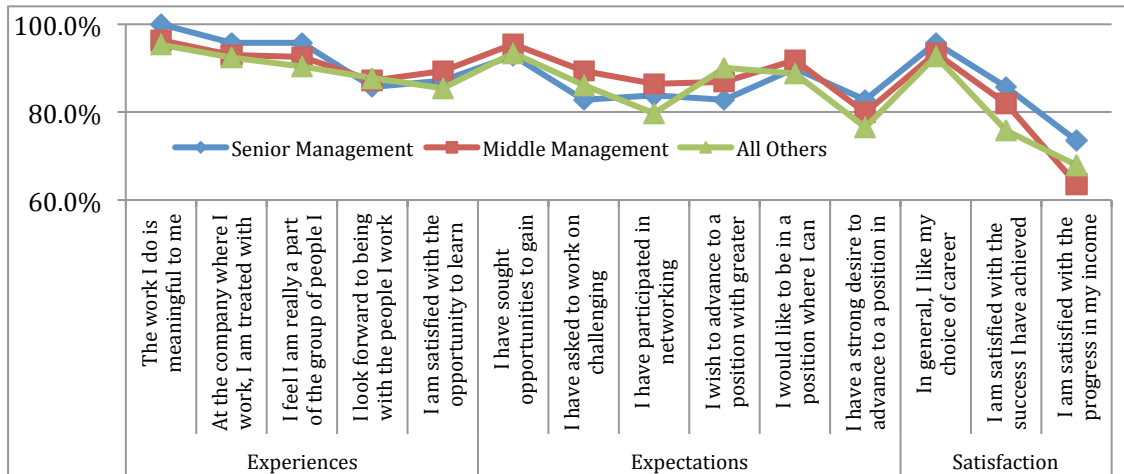 100.0%
80.0%
60.0%
Senior Management
Middle Management
All Others
The work I do is
meaningful to me
At the company where I
work, I am treated with
I feel I am really a part
of the group of people I
I look forward to being
with the people I work
I am satisfied with the
opportunity to learn
I have sought
opportunities to gain
I have asked to work on
challenging
I have participated in
networking
I wish to advance to a
position with greater
I would like to be in a
position where I can
I have a strong desire to
advance to a position in
In general, I like my
choice of career
I am satisfied with the
success I have achieved
I am satisfied with the
progress in my income
Experiences
Expectations
Satisfaction